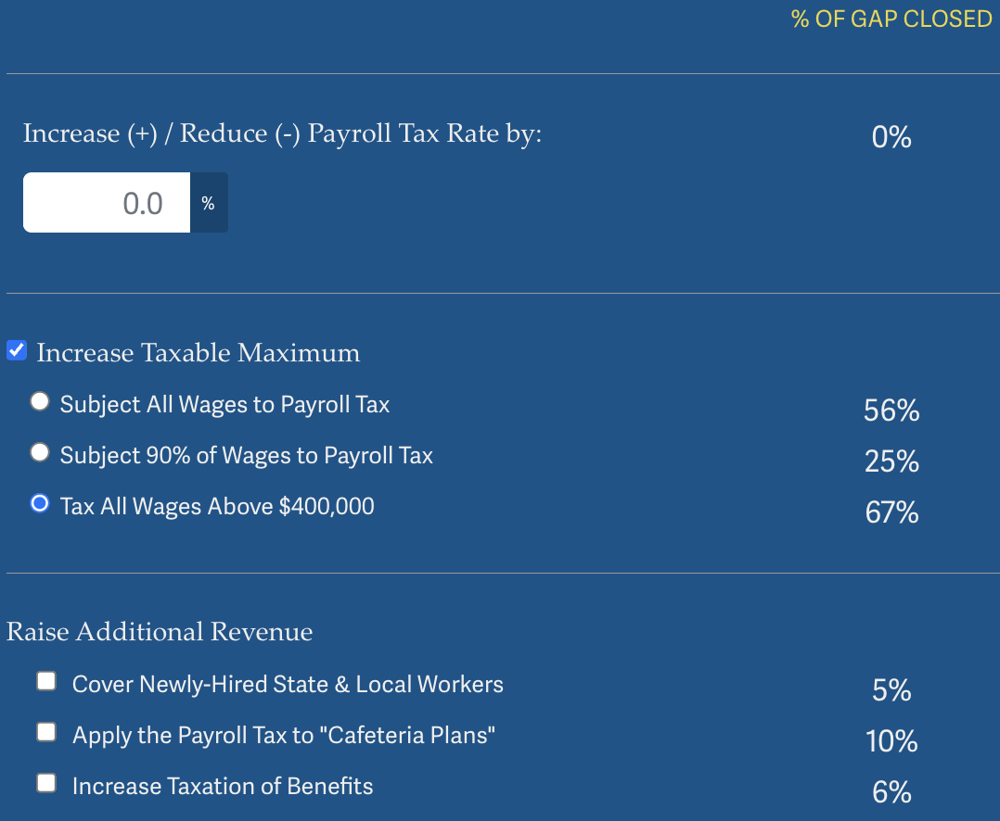 % OF GAP CLOSED
Increase (+) / Reduce (-) Payroll Tax Rate by: 0%
0.0 %
Increase Taxable Maximum
Subject All Wages to Payroll Tax 56%
Subject 90% of Wages to Payroll Tax 25%
Tax All Wages Above $400,000 67%
Raise Additional Revenue
Cover Newly-Hired State & Local Workers 5%
Apply the Payroll Tax to "Cafeteria Plans" 10%
Increase Taxation of Benefits 6%